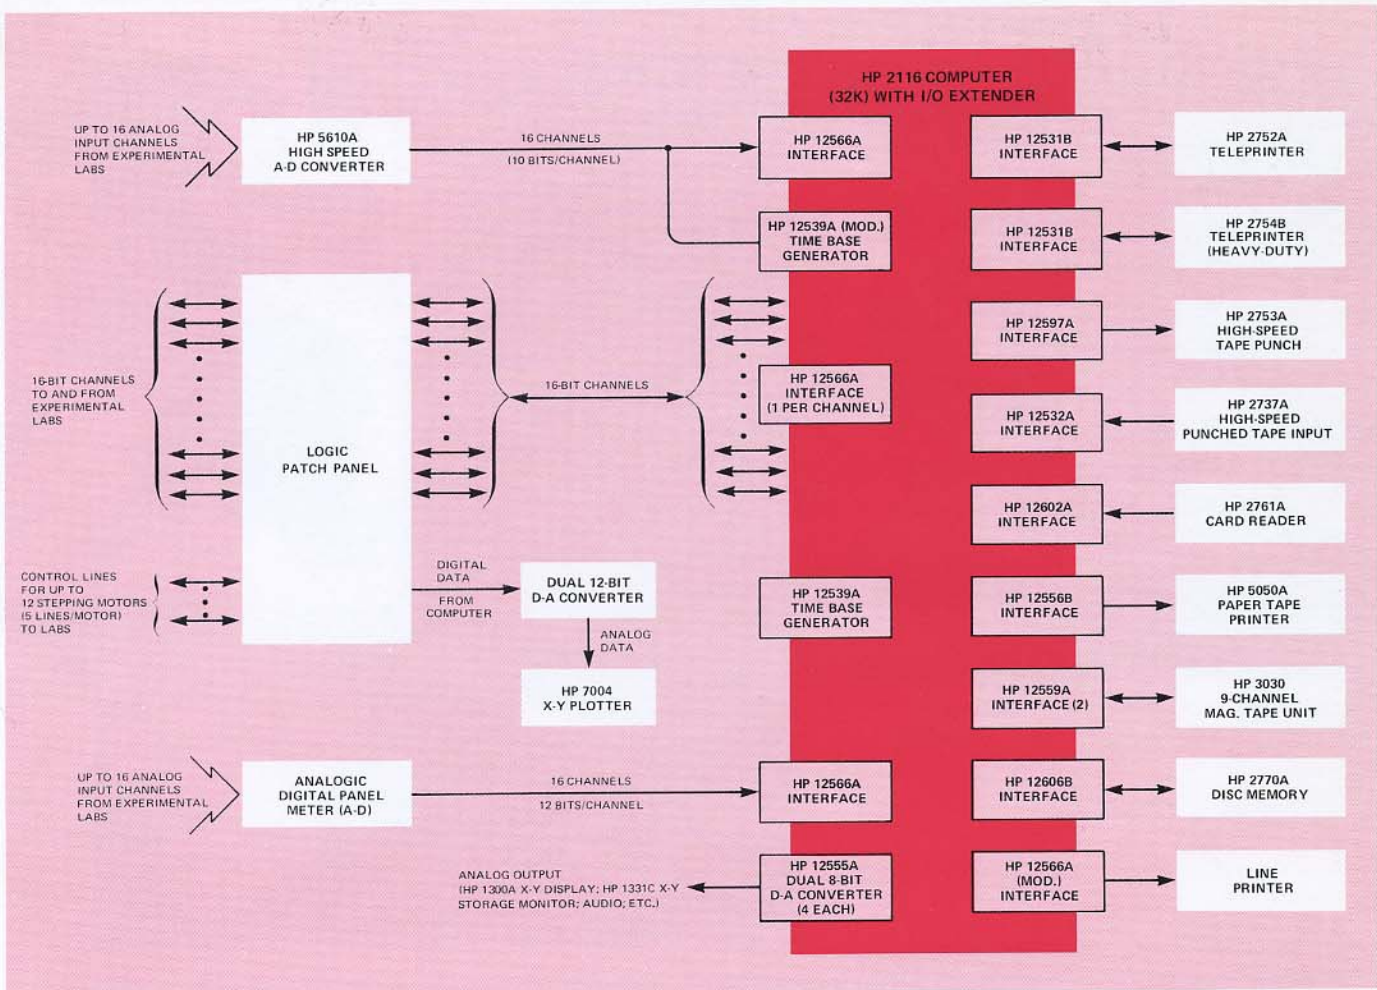 HP 2116 COMPUTER
(32K) WITH I/O EXTENDER
UP TO 16 ANALOG
INPUT CHANNELS
FROM EXPERIMENTAL
LABS
HP 5610A
HIGH SPEED
A-D CONVERTER
16 CHANNELS
(10 BITS/CHANNEL)
HP 12566A
INTERFACE
HP 12531B
INTERFACE
HP 2752A
TELEPRINTER
HP 12539A (MOD.)
TIME BASE
GENERATOR
HP 12531B
INTERFACE
HP 2754B
TELEPRINTER
(HEAVY-DUTY)
HP 12597A
INTERFACE
HP 2753A
HIGH-SPEED
TAPE PUNCH
16-BIT CHANNELS
TO AND FROM
EXPERIMENTAL
LABS
LOGIC
PATCH PANEL
16-BIT CHANNELS
HP 12566A
INTERFACE
(1 PER CHANNEL)
HP 12532A
INTERFACE
HP 2737A
HIGH-SPEED
PUNCHED TAPE INPUT
HP 12602A
INTERFACE
HP 2761A
CARD READER
CONTROL LINES
FOR UP TO
12 STEPPING MOTORS
(5 LINES/MOTOR)
TO LABS
DIGITAL
DATA
FROM
COMPUTER
DUAL 12-BIT
D-A CONVERTER
ANALOG
DATA
HP 7004
X-Y PLOTTER
HP 12539A
TIME BASE
GENERATOR
HP 12556B
INTERFACE
HP 5050A
PAPER TAPE
PRINTER
HP 12559A
INTERFACE (2)
HP 3030
9-CHANNEL
MAG. TAPE UNIT
UP TO 16 ANALOG
INPUT CHANNELS
FROM EXPERIMENTAL
LABS
ANALOGIC
DIGITAL PANEL
METER (A-D)
16 CHANNELS
12 BITS/CHANNEL
HP 12566A
INTERFACE
HP 12606B
INTERFACE
HP 2770A
DISC MEMORY
ANALOG OUTPUT
(HP 1300A X-Y DISPLAY; HP 1331C X-Y
STORAGE MONITOR; AUDIO; ETC.)
HP 12555A
DUAL 8-BIT
D-A CONVERTER
(4 EACH)
HP 12566A
(MOD.)
INTERFACE
LINE
PRINTER